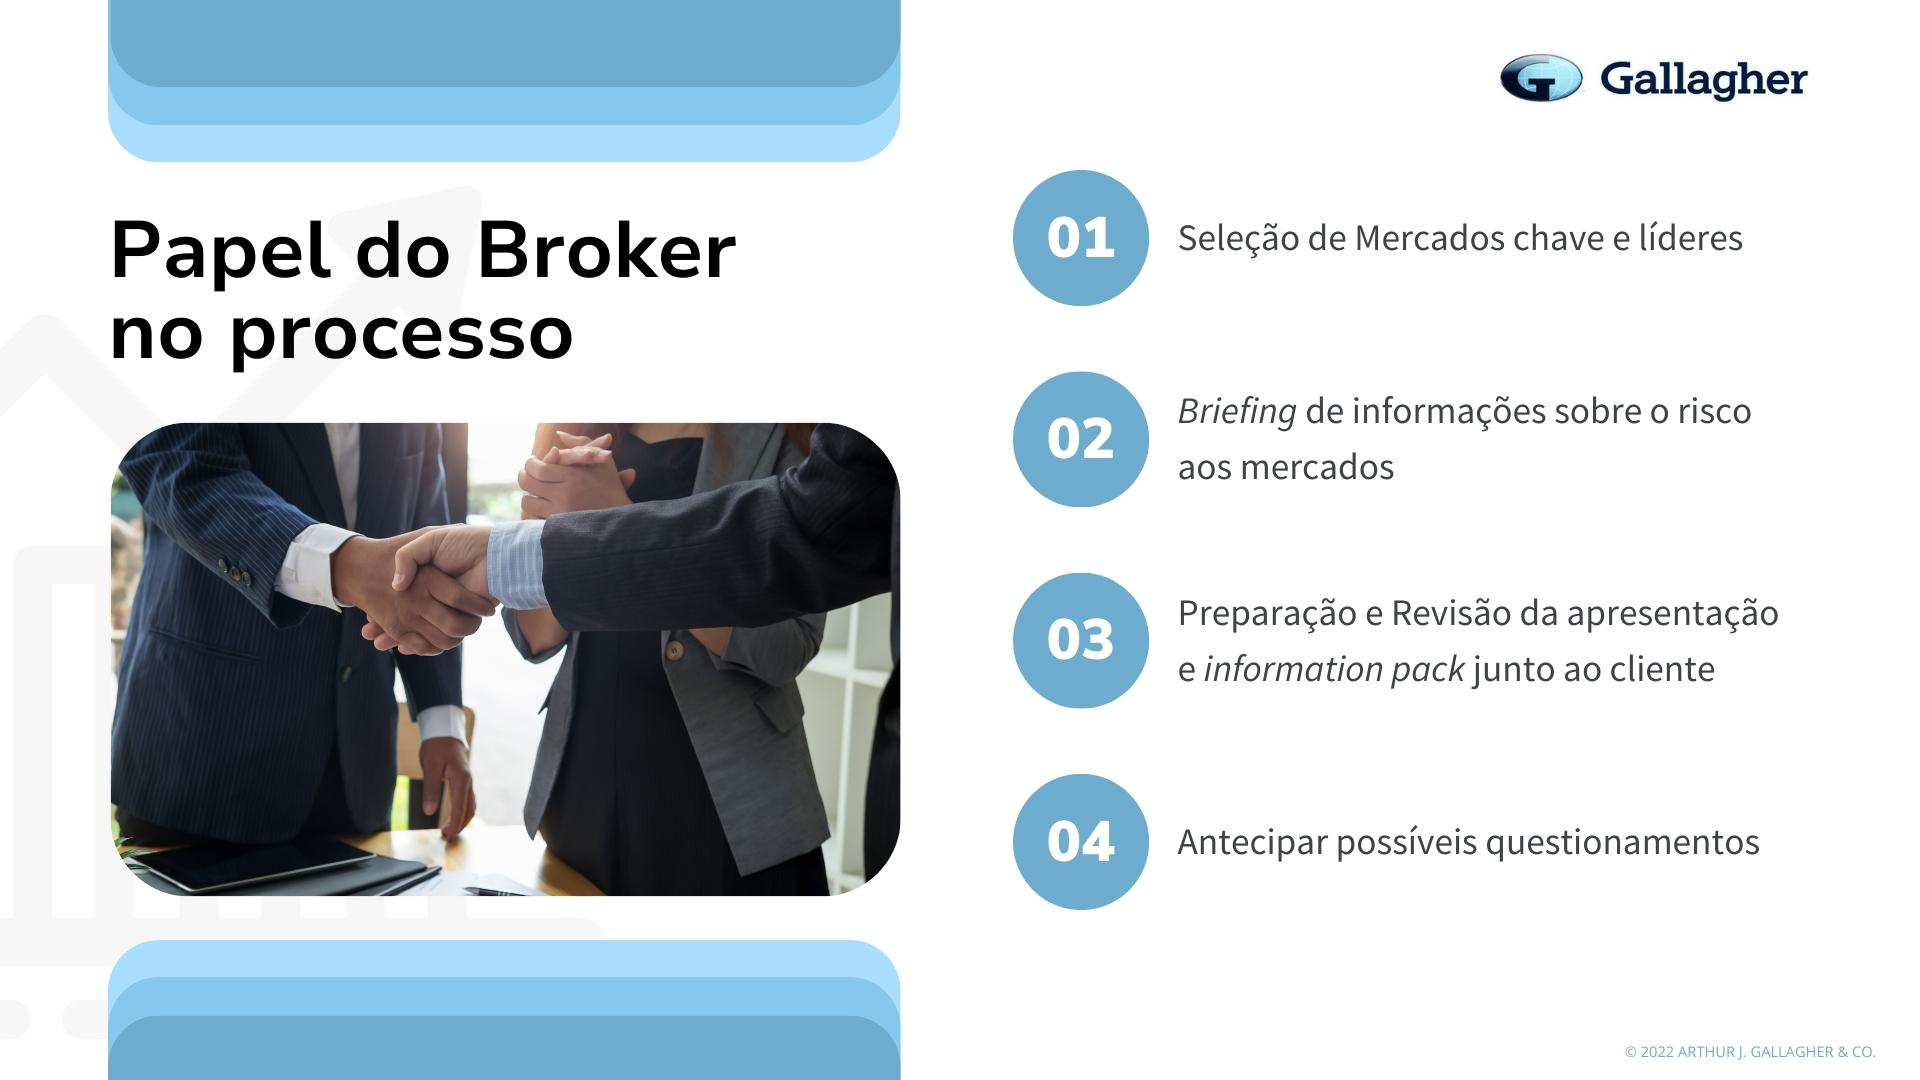 Gallagher
Papel do Broker
no processo
01
Seleção de Mercados chave e líderes
02
Briefing de informações sobre o risco
aos mercados
03
Preparação e Revisão da apresentação
e information pack junto ao cliente
04
Antecipar possíveis questionamentos
© 2022 ARTHUR J. GALLAGHER & CO.